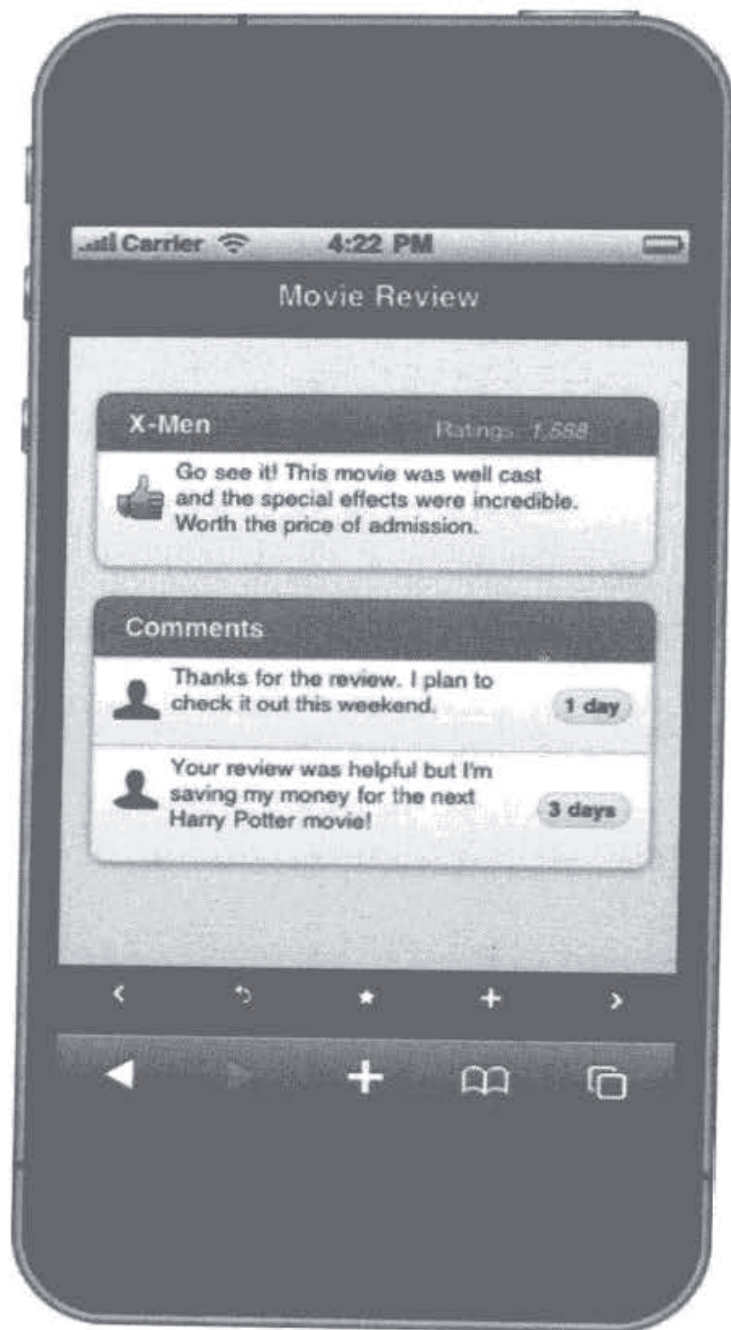 Carrier 4:22 PM
Movie Review
X-Men Ratings 1,588
Go see it! This movie was well cast
and the special effects were incredible.
Worth the price of admission.
Comments
Thanks for the review. I plan to
check it out this weekend.
1 day
Your review was helpful but I'm
saving my money for the next
Harry Potter movie!
3 days